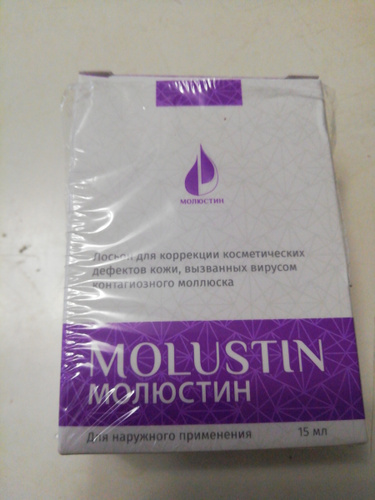 МОЛЮСТИН
Лосьон для коррекции косметических
дефектов кожи, вызванных вирусом
контагиозного моллюска
MOLUSTIN
МОЛЮСТИН
Для наружного применения 15 мл